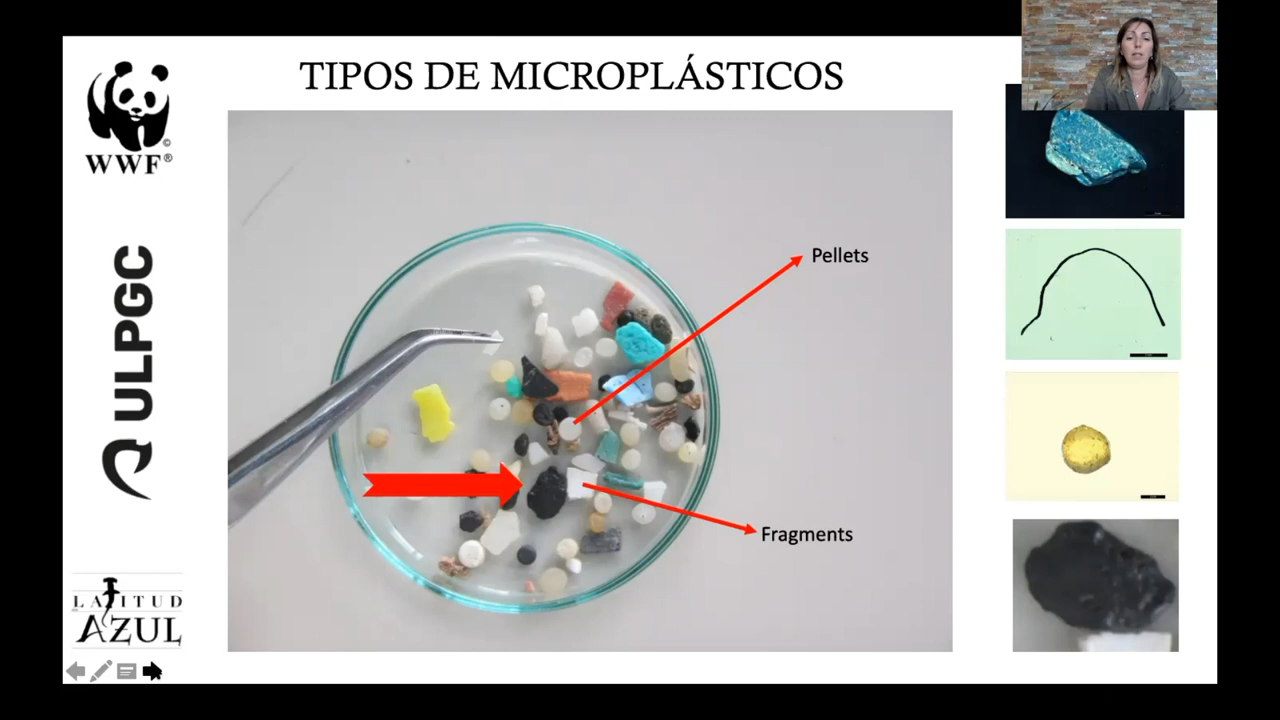 TIPOS DE MICROPLÁSTICOS
WWF®
©
ULPGC
LATITUD
AZUL
Pellets
Fragments